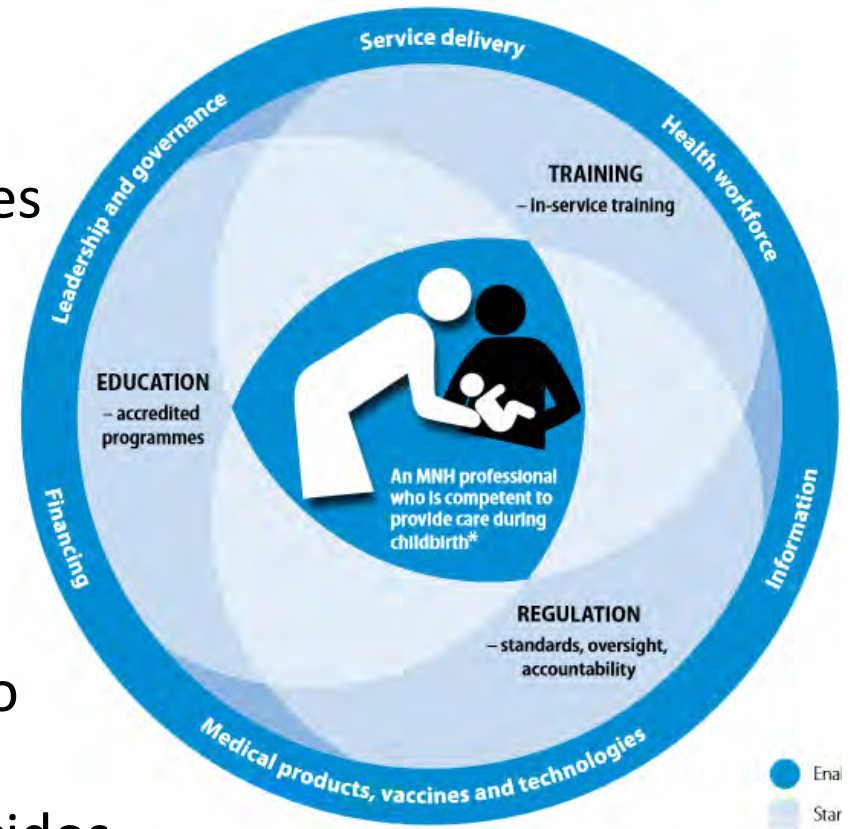 Service delivery
Leadership and governance
Health workforce
TRAINING
– in-service training
EDUCATION
– accredited
programmes
An MNH professional
who is competent to
provide care during
childbirth*
Financing
Information
REGULATION
– standards, oversight,
accountability
Medical products, vaccines and technologies